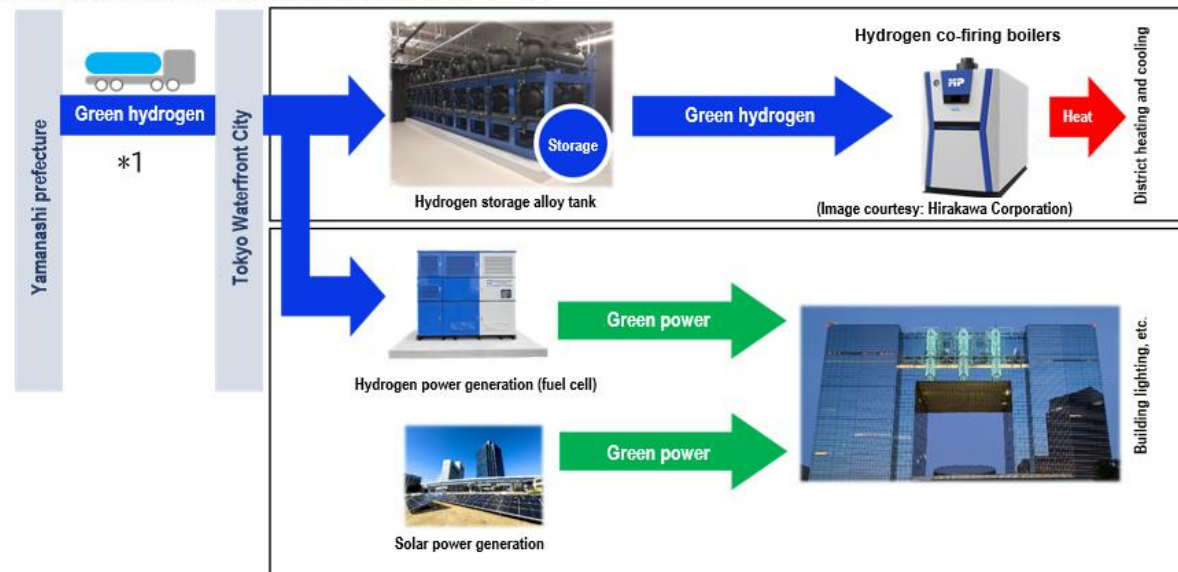 Yamanashi prefecture
Green hydrogen
*1
Tokyo Waterfront City
Storage
Hydrogen storage alloy tank
Green hydrogen
Hydrogen co-firing boilers
(Image courtesy: Hirakawa Corporation)
Heat
District heating and cooling
Hydrogen power generation (fuel cell)
Green power
Solar power generation
Green power
Building lighting, etc.